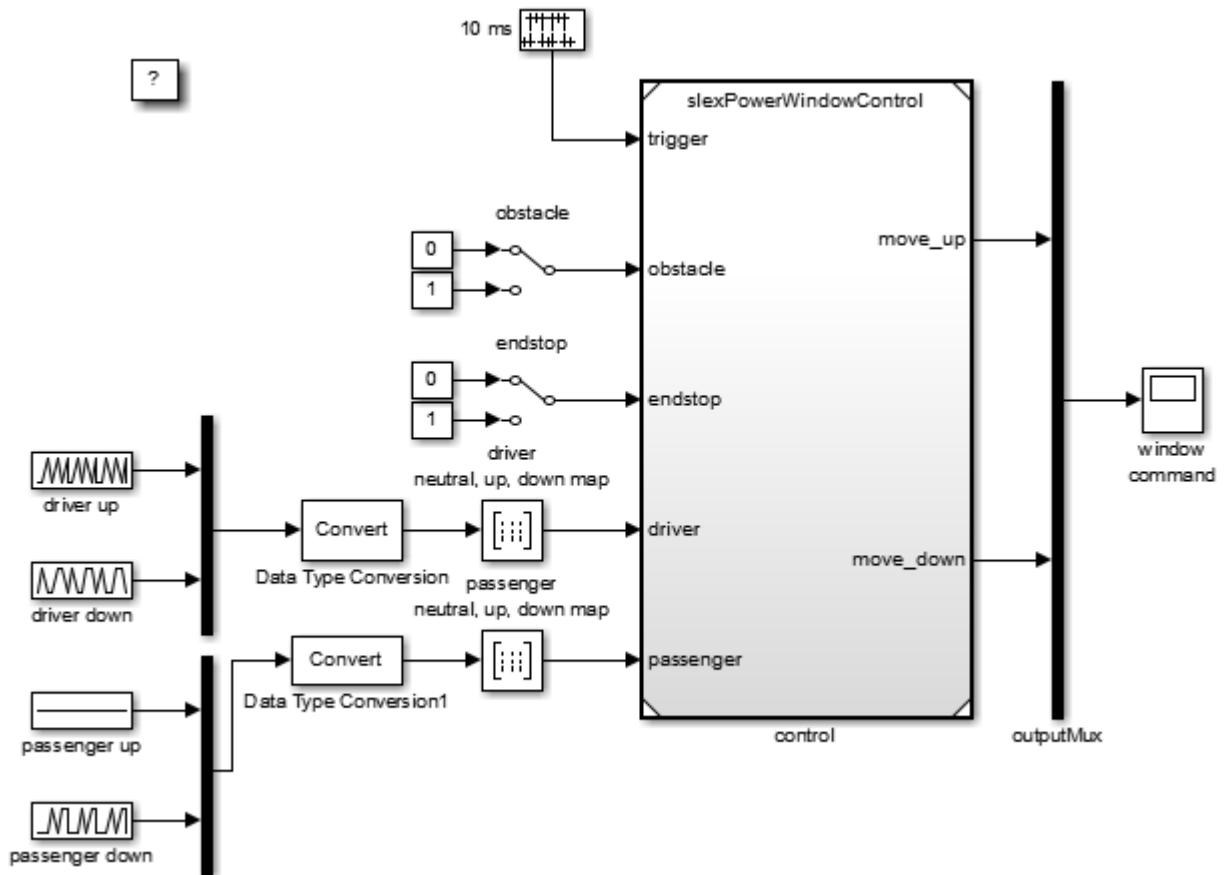 10 ms
?
slexPowerWindowControl
trigger
obstacle
0
1
obstacle
move_up
endstop
0
1
endstop
driver
neutral, up, down map
driver up
Convert
Data Type Conversion
driver
move_down
window
command
driver down
passenger
neutral, up, down map
Convert
Data Type Conversion1
passenger
passenger up
control
outputMux
passenger down